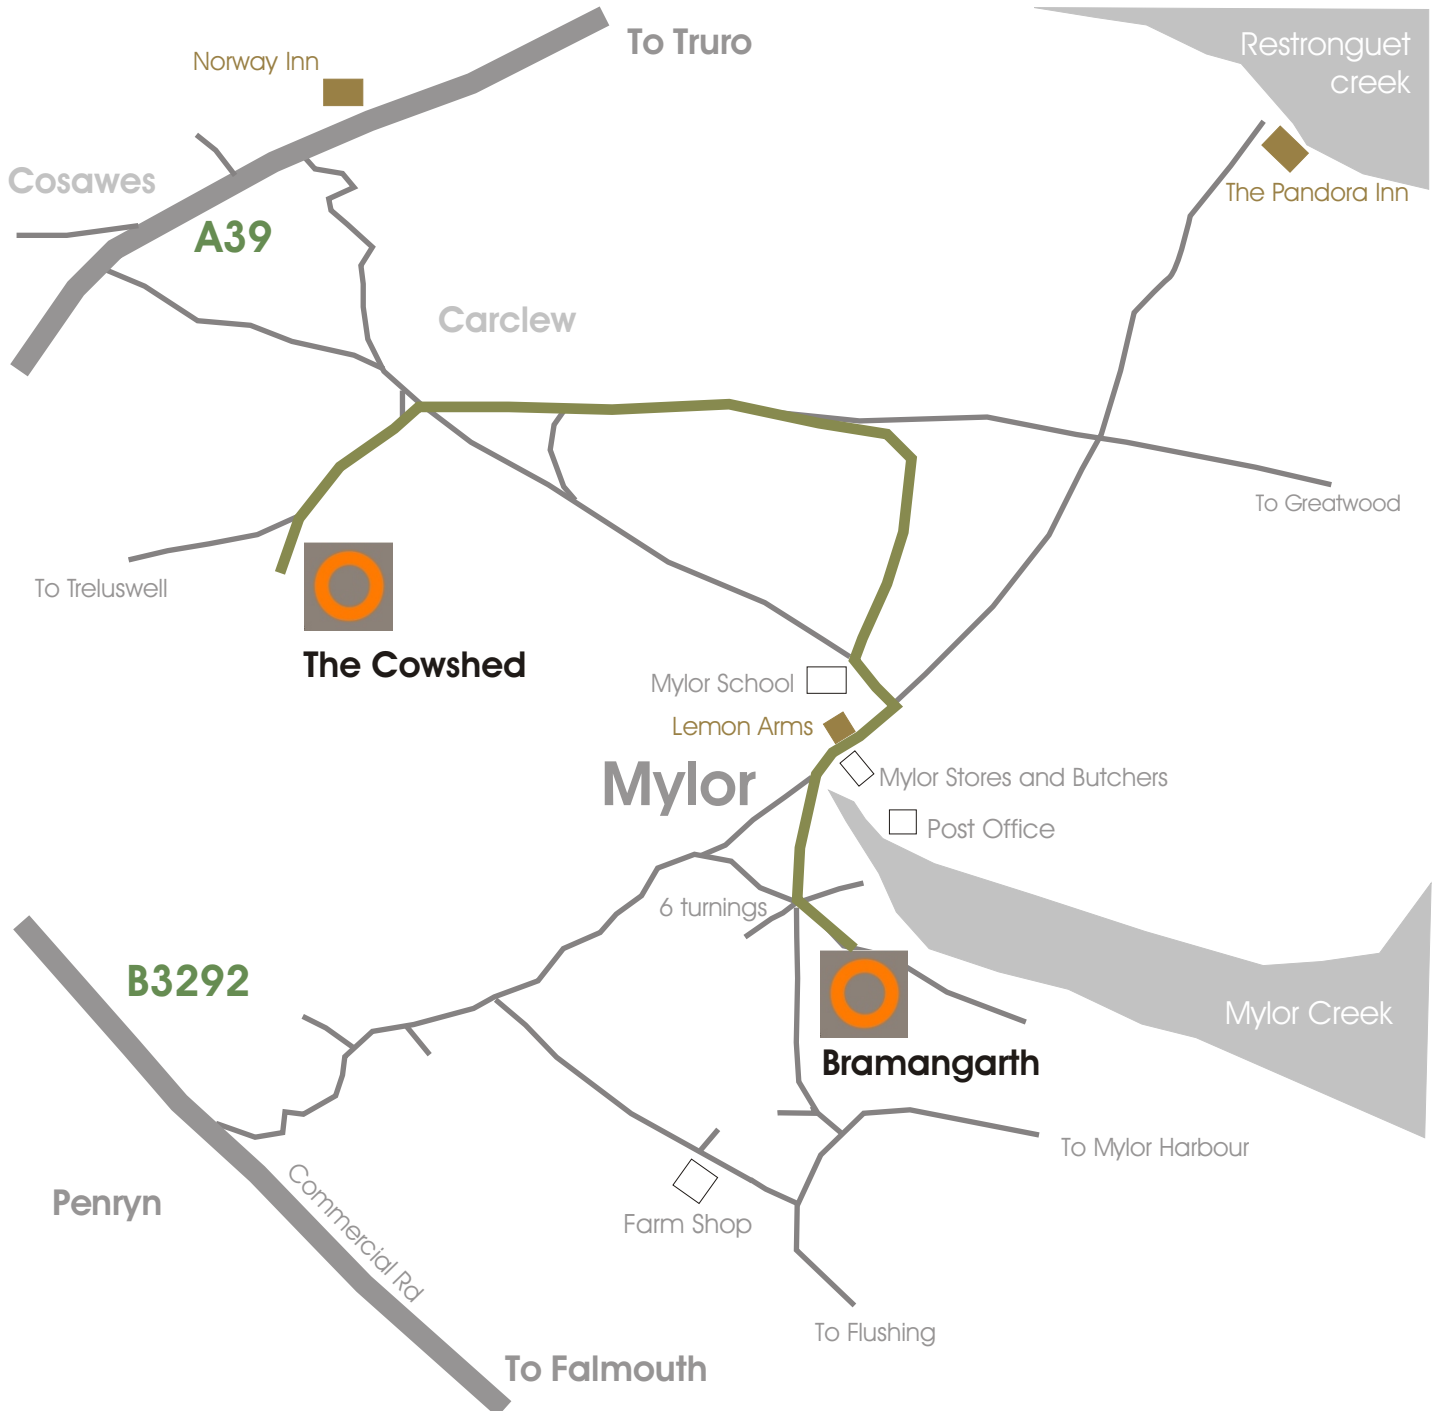 To Truro
Restronguet
creek
Norway Inn
Cosawes
The Pandora Inn
A39
Carclew
To Greatwood
To Treluswell
The Cowshed
Mylor School
Lemon Arms
Mylor
Mylor Stores and Butchers
Post Office
6 turnings
B3292
Mylor Creek
Bramangarth
To Mylor Harbour
Penryn
Commercial Rd
Farm Shop
To Flushing
To Falmouth